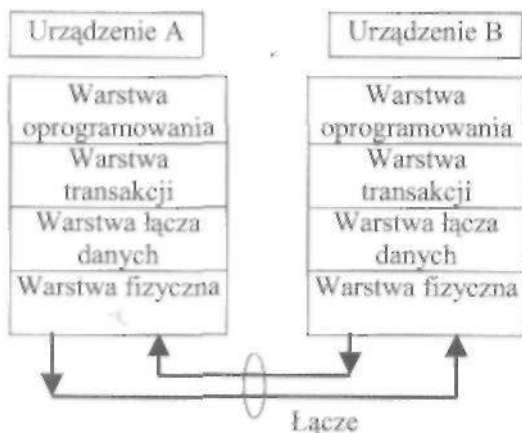 Urządzenie A
Urządzenie B
Warstwa
oprogramowania
Warstwa
transakcji
Warstwa łącza
danych
Warstwa fizyczna
Warstwa
oprogramowania
Warstwa
transakcji
Warstwa łącza
danych
Warstwa fizyczna
Łącze